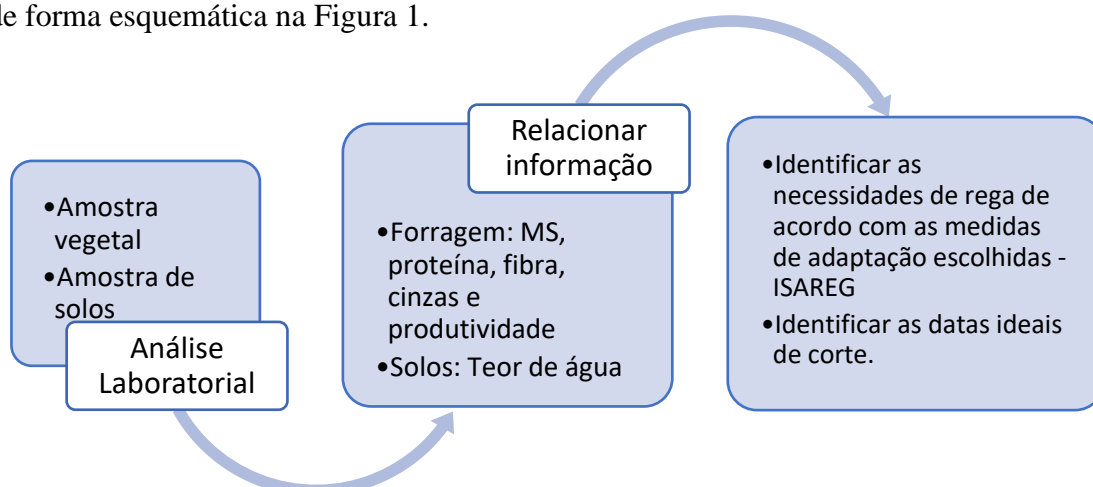 de forma esquemática na Figura 1.
•Amostra
vegetal
•Amostra de
solos
Análise
Laboratorial
Relacionar
informação
•Forragem: MS,
proteína, fibra,
cinzas e
produtividade
•Solos: Teor de água
•Identificar as
necessidades de rega de
acordo com as medidas
de adaptação escolhidas -
ISAREG
•Identificar as datas ideais
de corte.